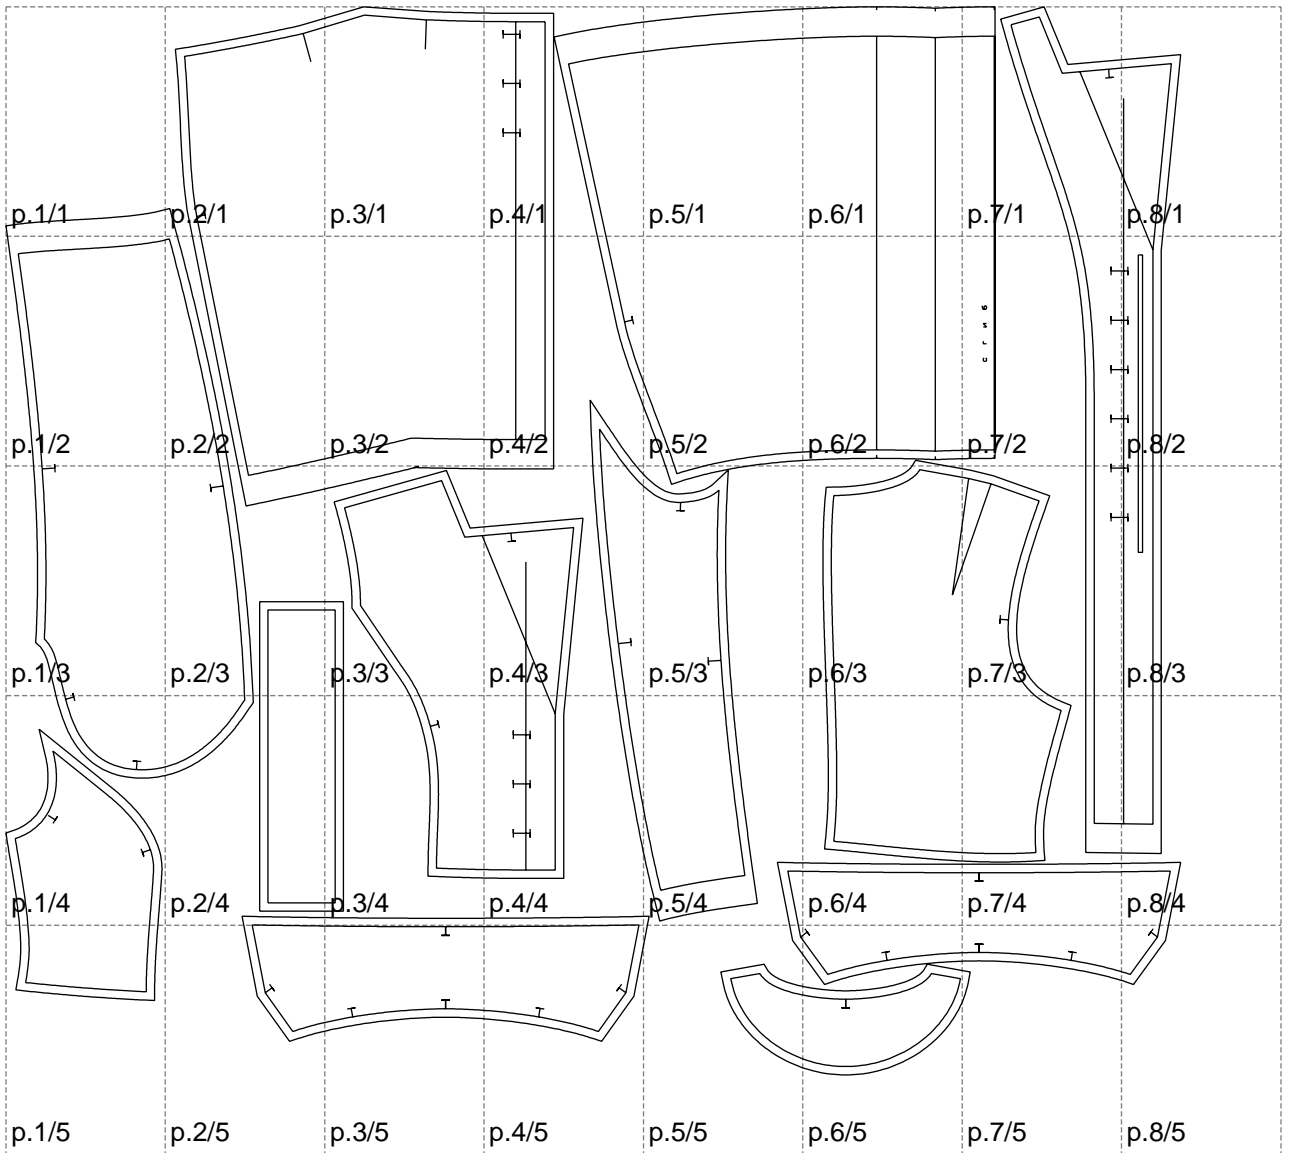 p.1/1 p.2/1 p.3/1 p.4/1 p.5/1 p.6/1 p.7/1 p.8/1
сгиб
p.1/2 p.2/2 p.3/2 p.4/2 p.5/2 p.6/2 p.7/2 p.8/2
p.1/3 p.2/3 p.3/3 p.4/3 p.5/3 p.6/3 p.7/3 p.8/3
p.1/4 p.2/4 p.3/4 p.4/4 p.5/4 p.6/4 p.7/4 p.8/4
p.1/5 p.2/5 p.3/5 p.4/5 p.5/5 p.6/5 p.7/5 p.8/5